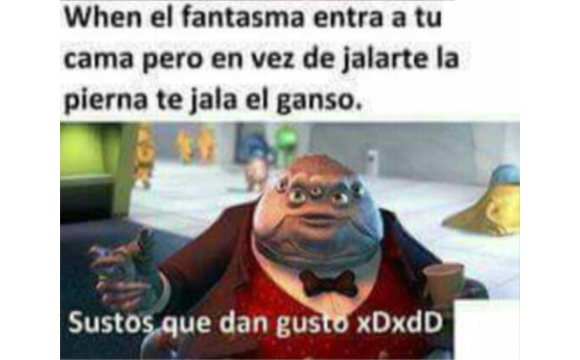 When el fantasma entra a tu
cama pero en vez de jalarte la
pierna te jala el ganso.
Sustos que dan gusto xDxdD